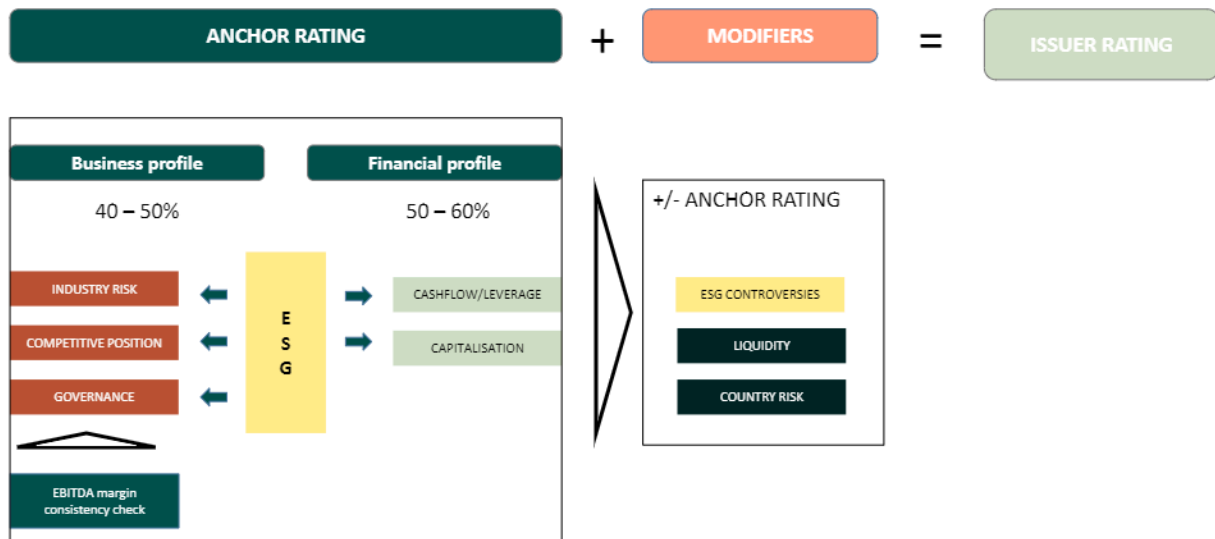 ANCHOR RATING
+
MODIFIERS
=
ISSUER RATING
Business profile
Financial profile
40 – 50%
50 – 60%
+/- ANCHOR RATING
INDUSTRY RISK
COMPETITIVE POSITION
GOVERNANCE
E
S
G
CASHFLOW/LEVERAGE
CAPITALISATION
ESG CONTROVERSIES
LIQUIDITY
COUNTRY RISK
EBITDA margin
consistency check